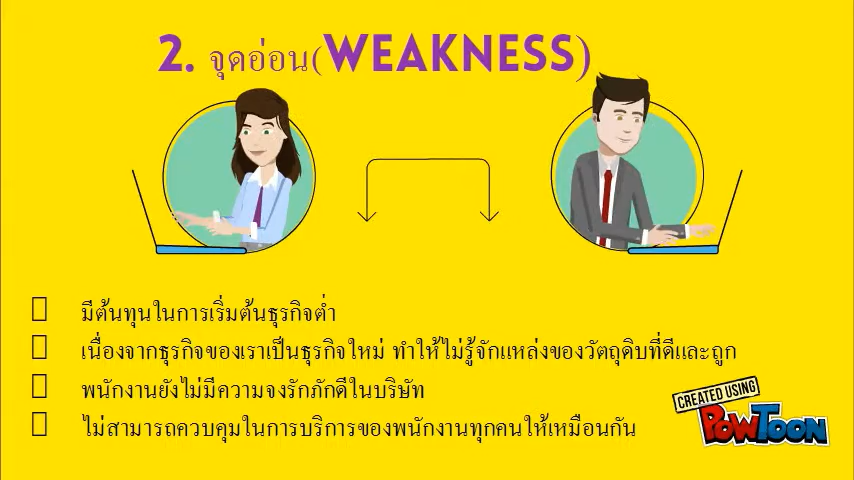 2. จุดอ่อน(WEAKNESS)
มีต้นทุนในการเริ่มต้นธุรกิจต่ำ
เนื่องจากธุรกิจของเราเป็นธุรกิจใหม่ ทำให้ไม่รู้จักแหล่งของวัตถุดิบที่ดีและถูก
พนักงานยังไม่มีความจงรักภักดีในบริษัท
ไม่สามารถควบคุมในการบริการของพนักงานทุกคนให้เหมือนกัน
CREATED USING
POWTOON